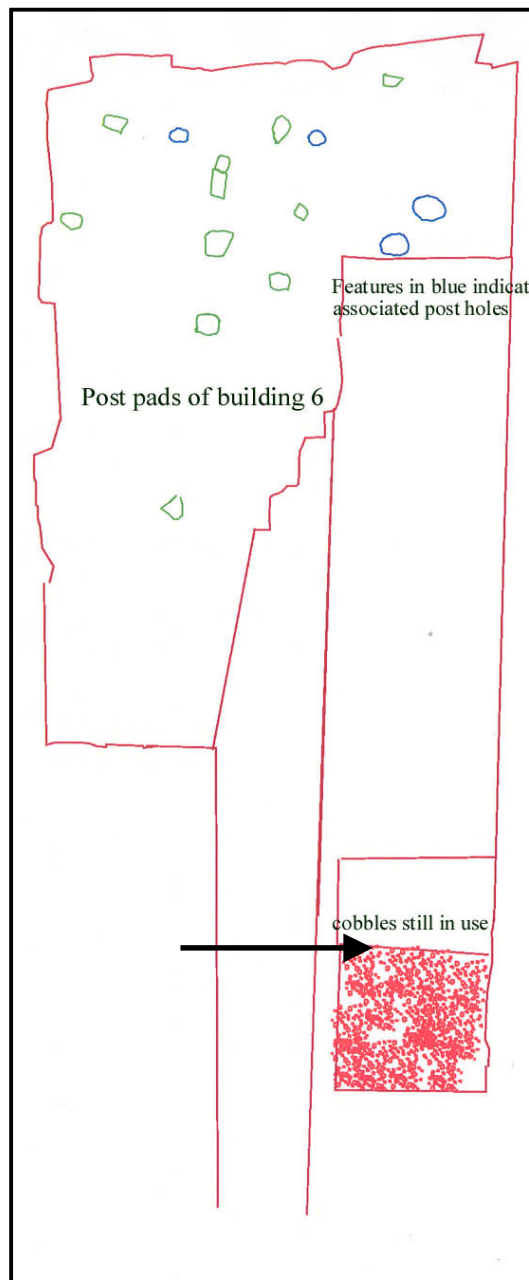 Features in blue indicat
associated post holes
Post pads of building 6
cobbles still in use